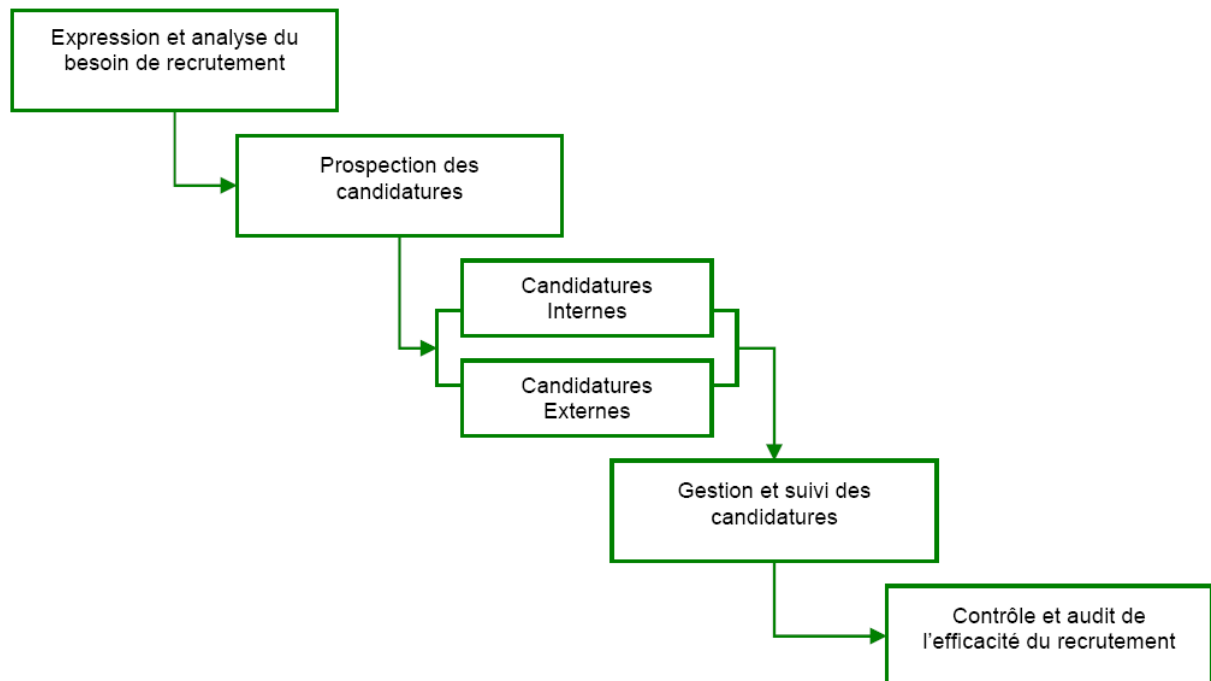 Expression et analyse du
besoin de recrutement
Prospection des
candidatures
Candidatures
Internes
Candidatures
Externes
Gestion et suivi des
candidatures
Contrôle et audit de
l’efficacité du recrutement